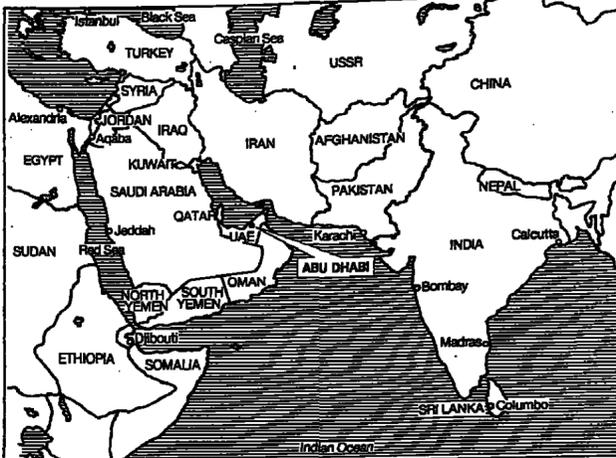 Istanbul
Black Sea
Caspian Sea
TURKEY
USSR
CHINA
SYRIA
Alexandria
JORDAN
IRAQ
Aqaba
IRAN
AFGHANISTAN
EGYPT
KUWAIT
SAUDI ARABIA
PAKISTAN
NEPAL
QATAR
Jeddah
UAE
Karachi
Calcutta
SUDAN
Red Sea
INDIA
ABU DHABI
OMAN
NORTH
YEMEN
SOUTH
YEMEN
Bombay
Djibouti
Madras
ETHIOPIA
SOMALIA
SRI LANKA
Columbo
Indian Ocean